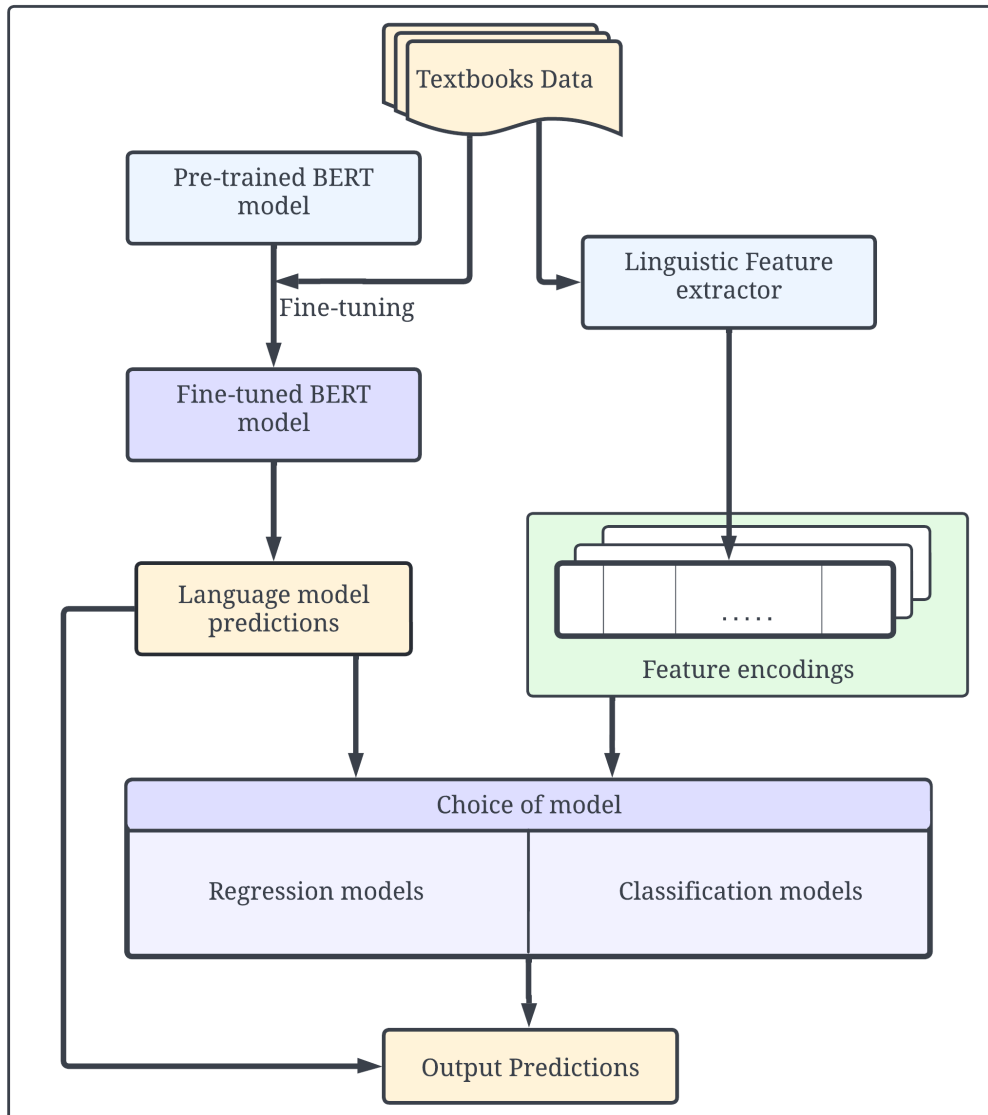 Textbooks Data
Pre-trained BERT
model
Linguistic Feature
extractor
Fine-tuning
Fine-tuned BERT
model
Language model
predictions
.....
Feature encodings
Choice of model
Regression models
Classification models
Output Predictions